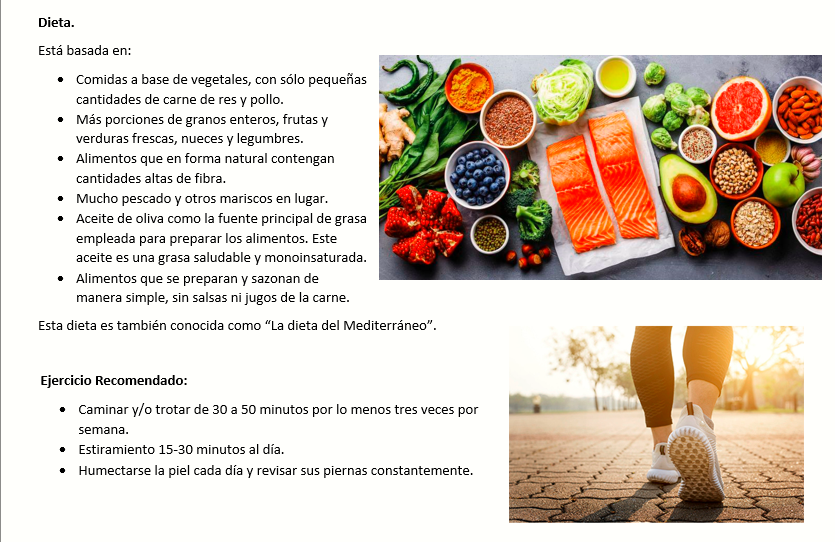 Dieta.
Está basada en:
• Comidas a base de vegetales, con sólo pequeñas
cantidades de carne de res y pollo.
• Más porciones de granos enteros, frutas y
verduras frescas, nueces y legumbres.
• Alimentos que en forma natural contengan
cantidades altas de fibra.
• Mucho pescado y otros mariscos en lugar.
• Aceite de oliva como la fuente principal de grasa
empleada para preparar los alimentos. Este
aceite es una grasa saludable y monoinsaturada.
• Alimentos que se preparan y sazonan de
manera simple, sin salsas ni jugos de la carne.
Esta dieta es también conocida como “La dieta del Mediterráneo”.
Ejercicio Recomendado:
• Caminar y/o trotar de 30 a 50 minutos por lo menos tres veces por
semana.
• Estiramiento 15-30 minutos al día.
• Humectarse la piel cada día y revisar sus piernas constantemente.